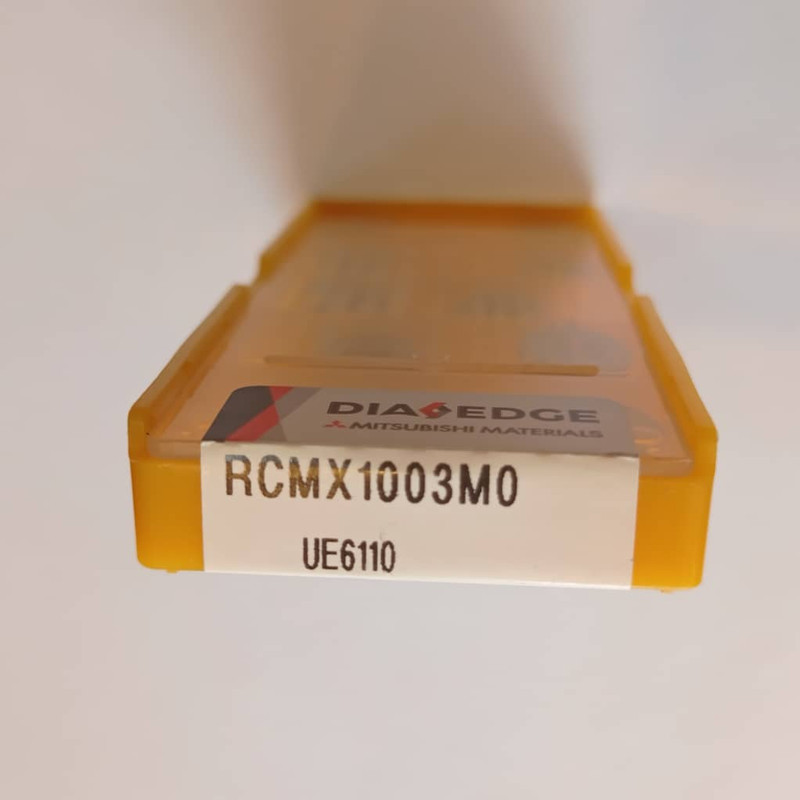 DIAEDGE
MITSUBISHI MATERIALS
RCMX1003M0
UE6110